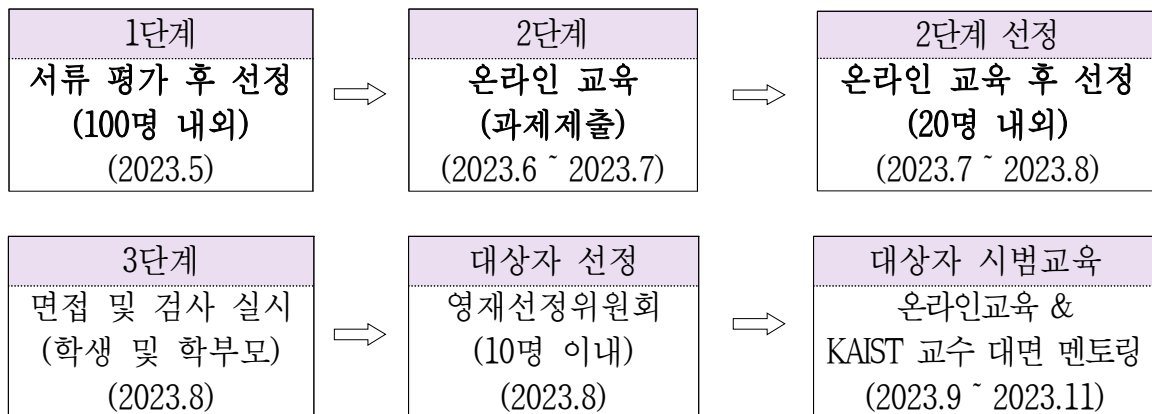 1단계
서류 평가 후 선정
(100명 내외)
(2023.5)
2단계
온라인 교육
(과제제출)
(2023.6 ~ 2023.7)
2단계 선정
온라인 교육 후 선정
(20명 내외)
(2023.7 ~ 2023.8)
3단계
면접 및 검사 실시
(학생 및 학부모)
(2023.8)
대상자 선정
영재선정위원회
(10명 이내)
(2023.8)
대상자 시범교육
온라인교육 &
KAIST 교수 대면 멘토링
(2023.9 ~ 2023.11)